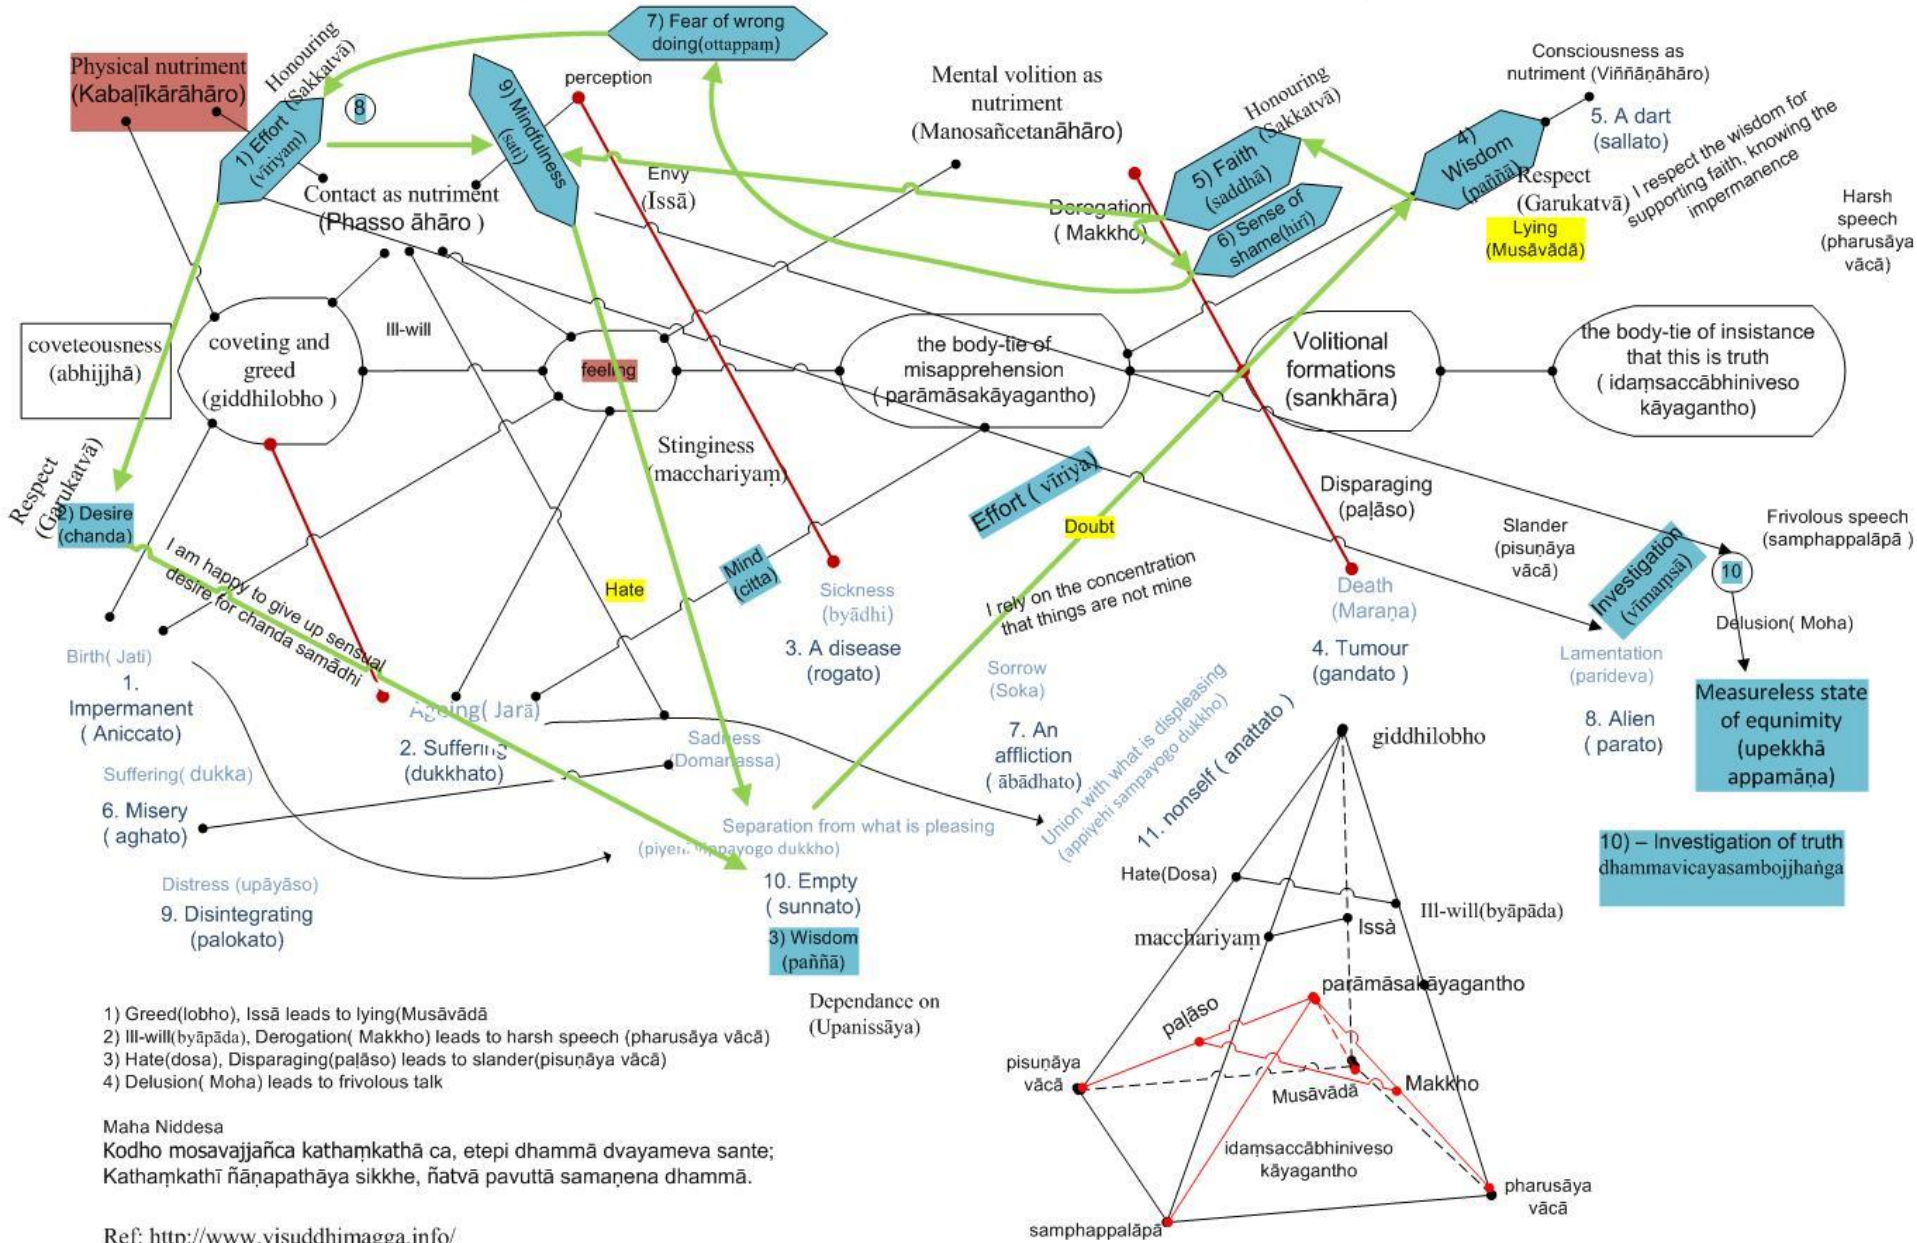 7) Fear of wrong
doing(ottappaṃ)
Physical nutriment
(Kabaḷīkārāhāro)
Honouring
(Sakkatvā)
8
1) Effort
(vīriyaṃ)
9) Mindfulness
(sati)
perception
Contact as nutriment
(Phasso āhāro )
Envy
(Issā)
Mental volition as
nutriment
(Manosañcetanāhāro)
Honouring
(Sakkatvā)
5) Faith
(saddhā)
6) Sense of
shame(hirī)
Derogation
( Makkho)
4)
Wisdom
(paññā)
Consciousness as
nutriment (Viññāṇāhāro)
5. A dart
(sallato)
Respect
(Garukatvā)
I respect the wisdom for
supporting faith, knowing the
impermanence
Lying
(Musāvādā)
Harsh
speech
(pharusāya
vācā)
coveteousness
(abhijjhā)
coveting and
greed
(giddhilobho )
Ill-will
feeling
the body-tie of
misapprehension
( parāmāsakāyagantho)
Volitional
formations
(sankhāra)
the body-tie of insistance
that this is truth
( idaṃsaccābhiniveso
kāyagantho)
Respect
(Garukatvā)
2) Desire
(chanda)
I am happy to give up sensual
desire for chanda samādhi
Stinginess
(macchariyaṃ)
Hate
Mind
(citta)
Effort ( vīriya)
Doubt
I rely on the concentration
that things are not mine
Disparaging
(paḷāso)
Slander
(pisuṇāya
vācā)
Investigation
(vīmaṃsā)
10
Frivolous speech
(samphappalāpā )
Delusion( Moha)
Birth( Jati)
1.
Impermanent
( Aniccato)
Ageing( Jarā)
2. Suffering
(dukkhato)
Sickness
(byādhi)
3. A disease
(rogato)
Death
(Maraṇa)
4. Tumour
(gandato )
Sorrow
(Soka)
7. An
affliction
( ābādhato)
Union with what is displeasing
(appiyehi sampayogo dukkho)
11. nonself ( anattato )
Lamentation
(parideva)
8. Alien
( parato)
Measureless state
of equnimity
(upekkhā
appamāṇa)
Suffering( dukka)
6. Misery
( aghato)
Sadness
(Domanassa)
Distress (upāyāso)
9. Disintegrating
(palokato)
Separation from what is pleasing
dukkho)
10. Empty
( sunnato)
3) Wisdom
(paññā)
Dependance on
(Upanissāya)
10) – Investigation of truth
dhammavicayasambojjhaṅga
giddhilobho
Hate(Dosa)
Ill-will(byāpāda)
macchariyaṃ
Issà
parāmāsakāyagantho
paḷāso
pisuṇāya
vācā
Musāvādā
Makkho
idaṃsaccābhiniveso
kāyagantho
pharusāya
vācā
samphappalāpā
1) Greed(lobho), Issā leads to lying(Musāvādā
2) Ill-will(byāpāda), Derogation( Makkho) leads to harsh speech (pharusāya vācā)
3) Hate(dosa), Disparaging(paḷāso) leads to slander(pisuṇāya vācā)
4) Delusion( Moha) leads to frivolous talk
Maha Niddesa
Kodho mosavajjañca kathaṃkathā ca, etepi dhammā dvayameva sante;
Kathaṃkathī ñāṇapathāya sikkhe, ñatvā pavuttā samaṇena dhammā.
Ref: http://www.visuddhimagga.info/